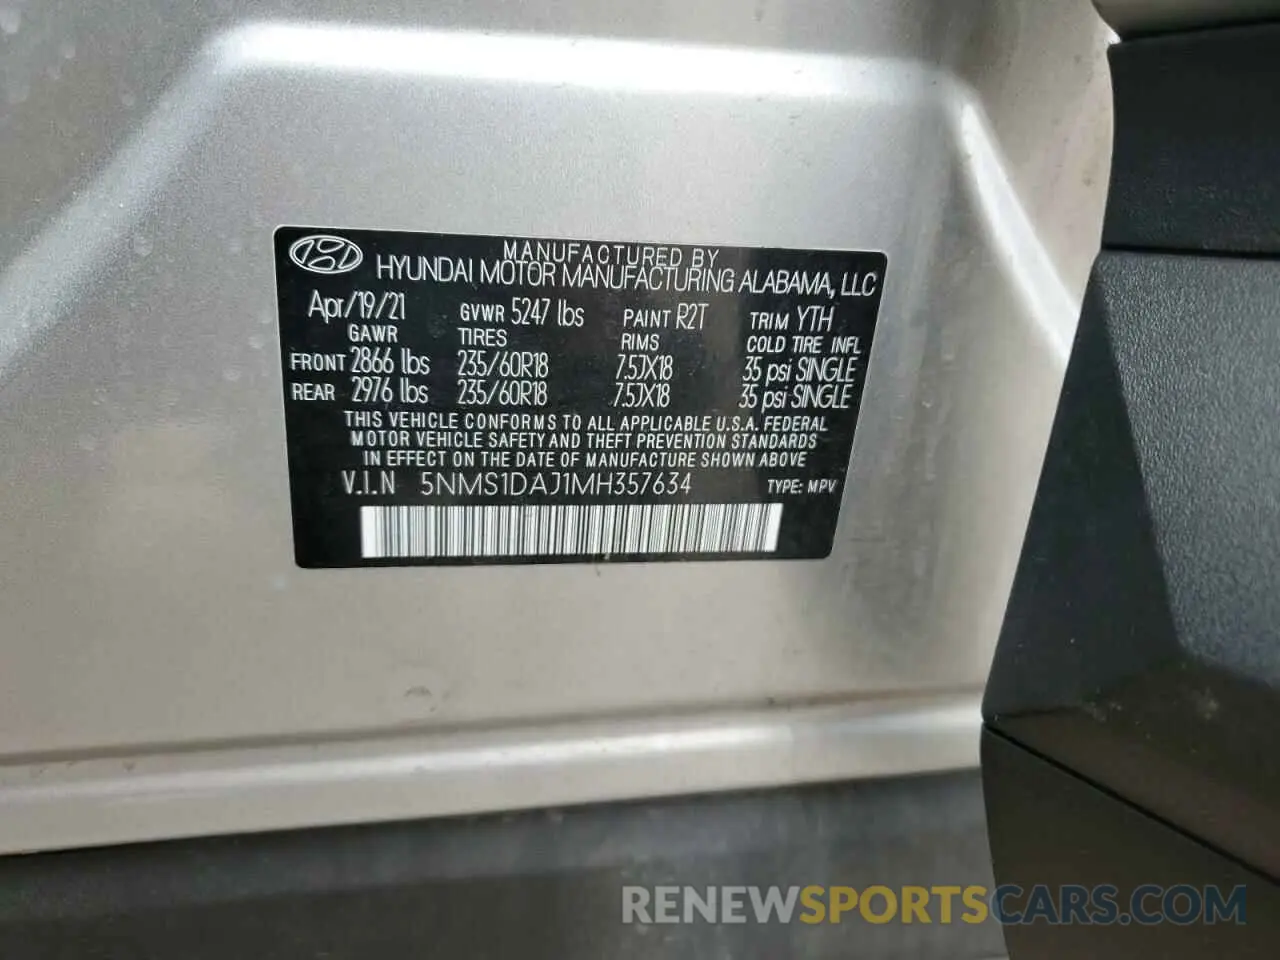 MANUFACTURED BY
HYUNDAI MOTOR MANUFACTURING ALABAMA, LLC
Apr/19/21 GVWR 5247 lbs PAINT R2T TRIM YTH
GAWR TIRES RIMS COLD TIRE INFL
FRONT 2866 lbs 235/60R18 7.5JX18 35 psi SINGLE
REAR 2976 lbs 235/60R18 7.5JX18 35 psi SINGLE
THIS VEHICLE CONFORMS TO ALL APPLICABLE U.S.A. FEDERAL
MOTOR VEHICLE SAFETY AND THEFT PREVENTION STANDARDS
IN EFFECT ON THE DATE OF MANUFACTURE SHOWN ABOVE
V.I.N 5NMS1DAJ1MH357634 TYPE: MPV
RENEWSPORTSCARS.COM